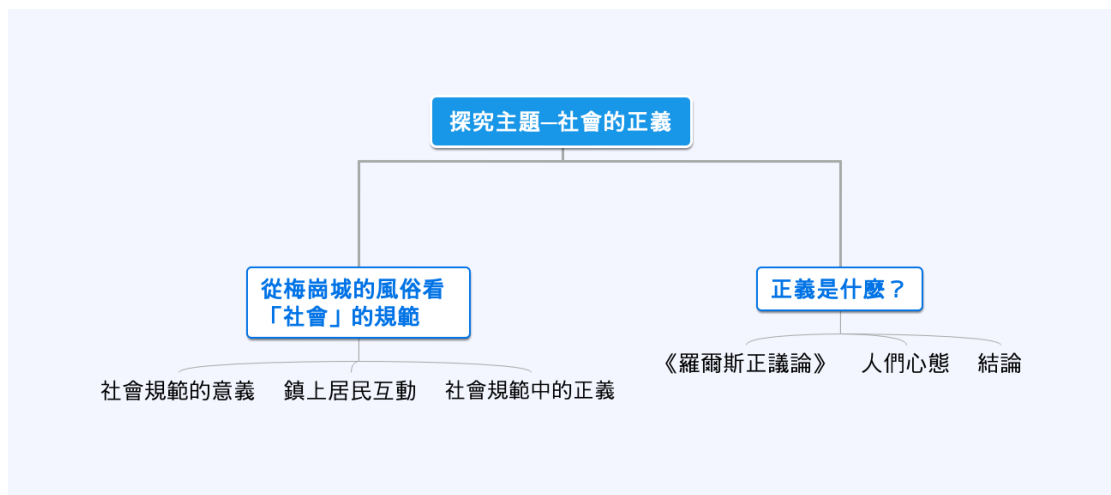 探究主題─社會的正義
從梅崗城的風俗看
「社會」的規範
正義是什麼？
社會規範的意義
鎮上居民互動
社會規範中的正義
《羅爾斯正議論》
人們心態
結論